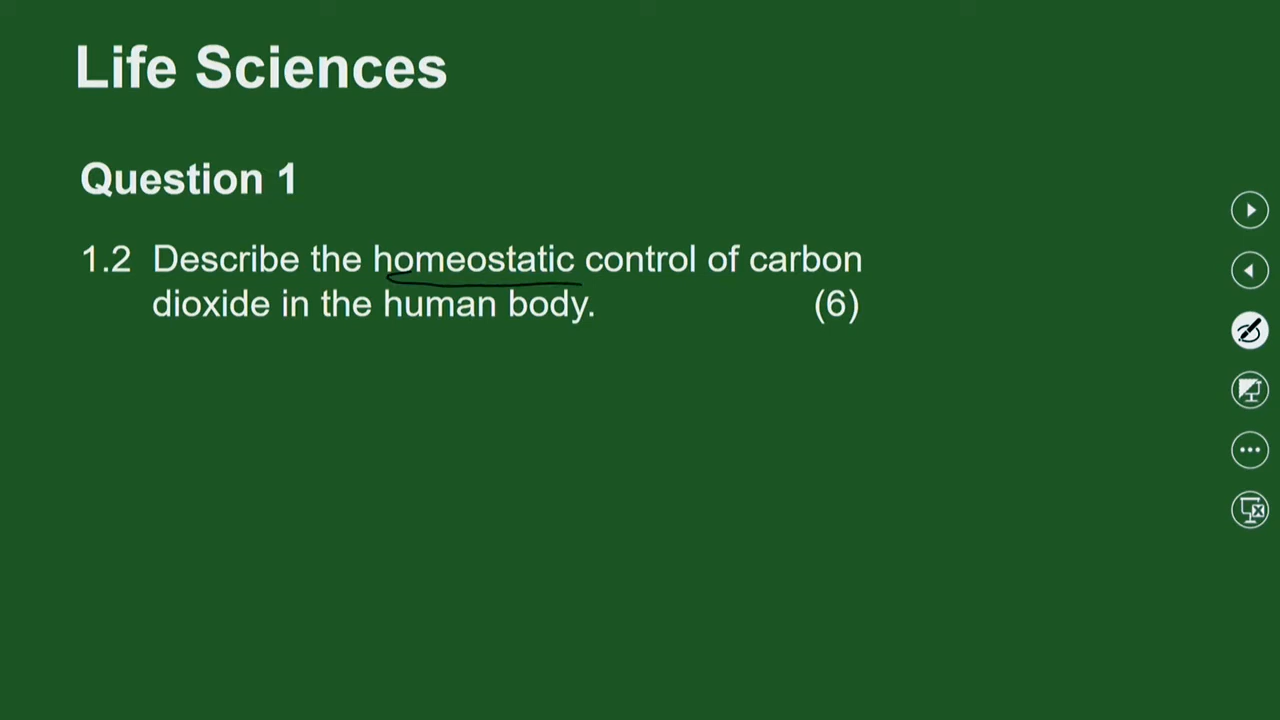 Life Sciences
Question 1
1.2 Describe the homeostatic control of carbon
dioxide in the human body. (6)